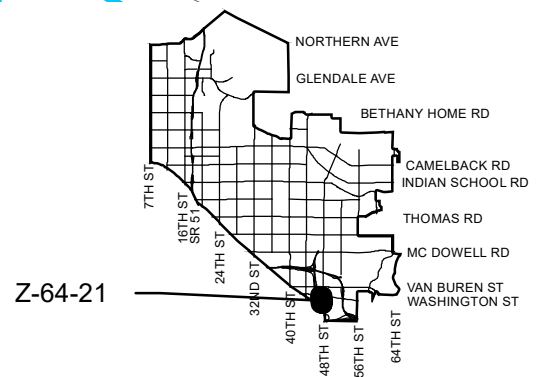 NORTHERN AVE
GLENDALE AVE
BETHANY HOME RD
CAMELBACK RD
INDIAN SCHOOL RD
THOMAS RD
MC DOWELL RD
VAN BUREN ST
WASHINGTON ST
Z-64-21
7TH ST
16TH ST
SR 51
24TH ST
32ND ST
40TH ST
48TH ST
56TH ST
64TH ST